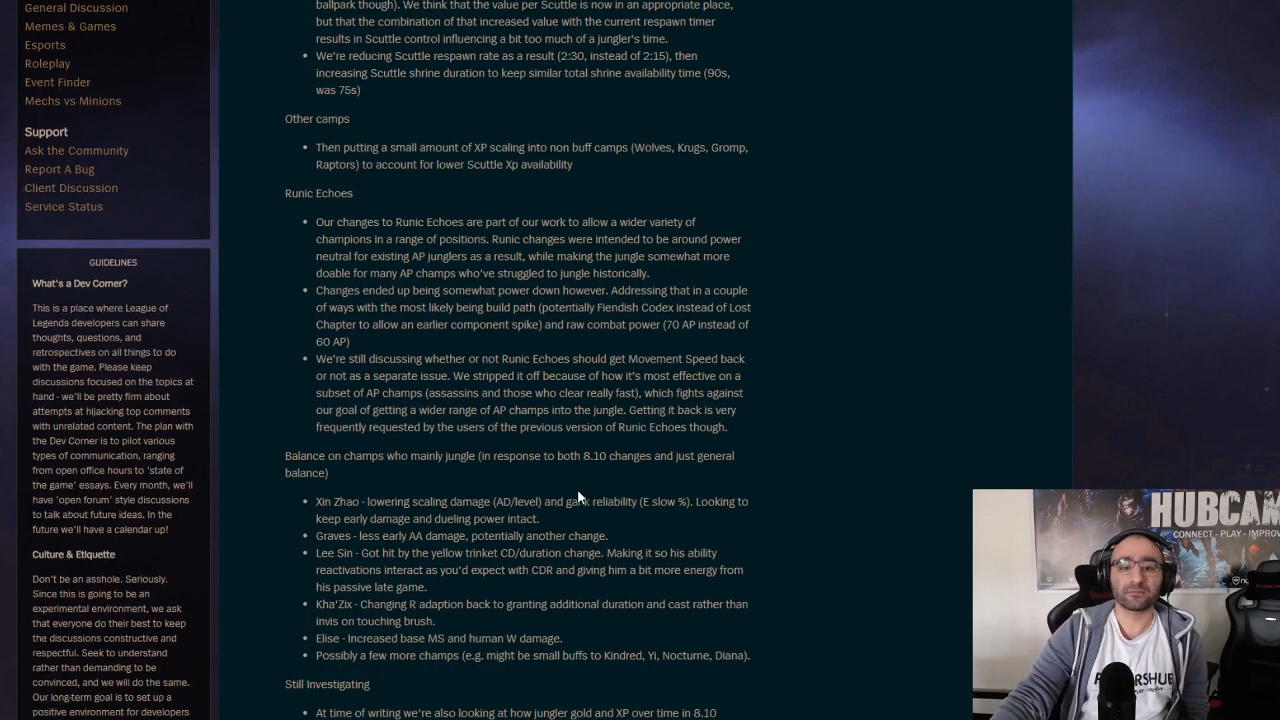 General Discussion
Memes & Games
Esports
Roleplay
Event Finder
Mechs vs Minions
Support
Ask the Community
Report A Bug
Client Discussion
Service Status
GUIDELINES
What's a Dev Corner?
This is a place where League of
Legends developers can share
thoughts, questions, and
retrospectives on all things to do
with the game. Please keep
discussions focused on the topics at
hand - we'll be pretty firm about
attempts at hijacking top comments
with unrelated content. The plan with
the Dev Corner is to pilot various
types of communication, ranging
from open office hours to 'state of
the game' essays. Every month, we'll
have 'open forum' style discussions
to talk about future ideas. In the
future we'll have a calendar up!
Culture & Etiquette
Don't be an asshole. Seriously.
Since this is going to be an
experimental environment, we ask
that everyone do their best to keep
the discussions constructive and
respectful. Seek to understand
rather than demanding to be
convinced, and we will do the same.
Our long-term goal is to set up a
positive environment for developers
ballpark though). We think that the value per Scuttle is now in an appropriate place,
but that the combination of that increased value with the current respawn timer
results in Scuttle control influencing a bit too much of a jungler's time.
We're reducing Scuttle respawn rate as a result (2:30, instead of 2:15), then
increasing Scuttle shrine duration to keep similar total shrine availability time (90s,
was 75s)
Other camps
Then putting a small amount of XP scaling into non buff camps (Wolves, Krugs, Gromp,
Raptors) to account for lower Scuttle Xp availability
Runic Echoes
Our changes to Runic Echoes are part of our work to allow a wider variety of
champions in a range of positions. Runic changes were intended to be around power
neutral for existing AP junglers as a result, while making the jungle somewhat more
doable for many AP champs who've struggled to jungle historically.
Changes ended up being somewhat power down however. Addressing that in a couple
of ways with the most likely being build path (potentially Fiendish Codex instead of Lost
Chapter to allow an earlier component spike) and raw combat power (70 AP instead of
60 AP)
We're still discussing whether or not Runic Echoes should get Movement Speed back
or not as a separate issue. We stripped it off because of how it's most effective on a
subset of AP champs (assassins and those who clear really fast), which fights against
our goal of getting a wider range of AP champs into the jungle. Getting it back is very
frequently requested by the users of the previous version of Runic Echoes though.
Balance on champs who mainly jungle (in response to both 8.10 changes and just general
balance)
Xin Zhao - lowering scaling damage (AD/level) and gank reliability (E slow %). Looking to
keep early damage and dueling power intact.
Graves - less early AA damage, potentially another change.
Lee Sin - Got hit by the yellow trinket CD/duration change. Making it so his ability
reactivations interact as you'd expect with CDR and giving him a bit more energy from
his passive late game.
Kha'Zix - Changing R adaption back to granting additional duration and cast rather than
invis on touching brush.
Elise - Increased base MS and human W damage.
Possibly a few more champs (e.g. might be small buffs to Kindred, Yi, Nocturne, Diana).
Still Investigating
At time of writing we're also looking at how jungler gold and XP over time in 8.10
HUBCAM
CONNECT - PLAY - IMPROV